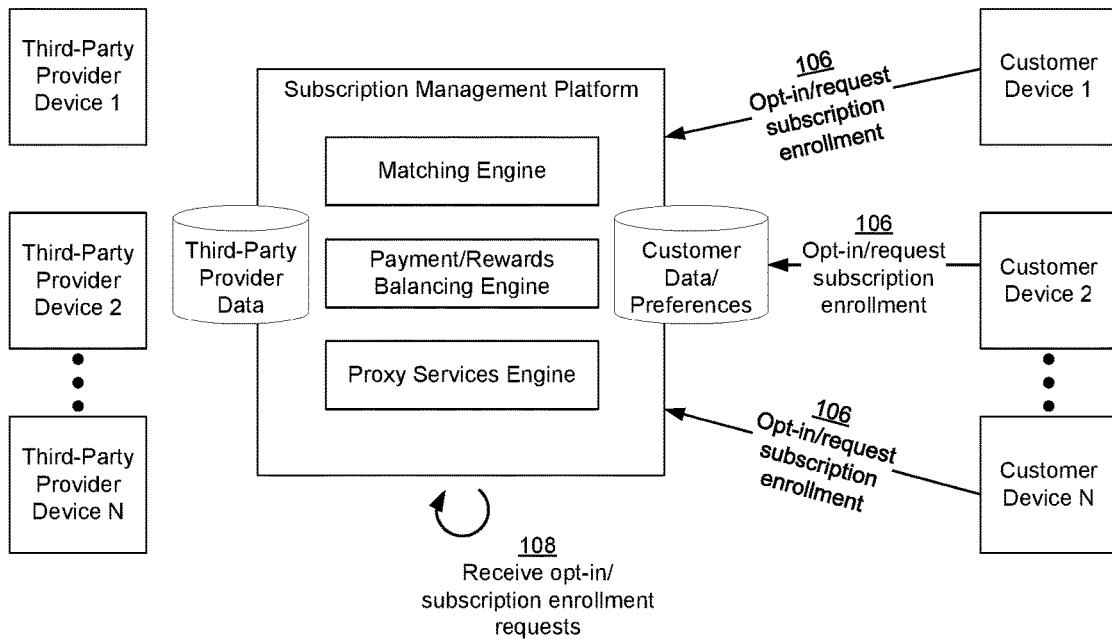 Third-Party
Provider
Device 1
Third-Party
Provider
Device 2
Third-Party
Provider
Device N
Subscription Management Platform
Matching Engine
Third-Party
Provider
Data
Payment/Rewards
Balancing Engine
Customer
Data/
Preferences
Proxy Services Engine
108
Receive opt-in/
subscription enrollment
requests
106
Opt-in/request
subscription
enrollment
106
Opt-in/request
subscription
enrollment
106
Opt-in/request
subscription
enrollment
Customer
Device 1
Customer
Device 2
Customer
Device N